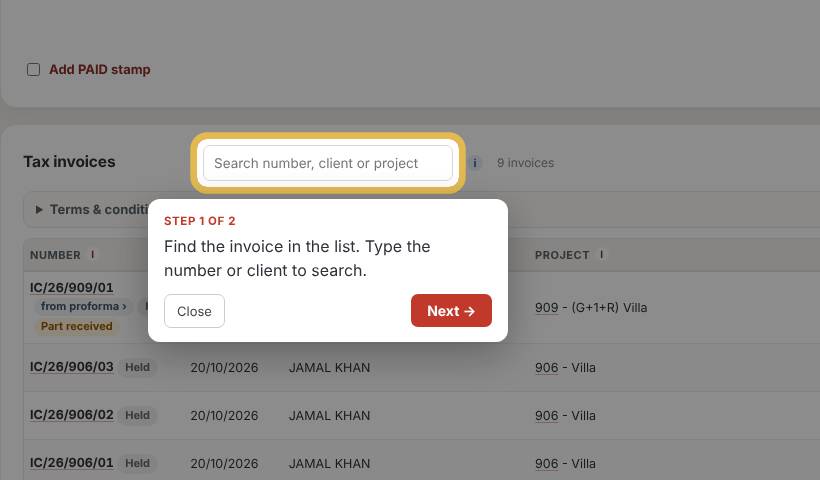 Add PAID stamp
Tax invoices
Search number, client or project
i
9 invoices
Terms & conditi
STEP 1 OF 2
Find the invoice in the list. Type the
number or client to search.
Close
Next →
NUMBER I
PROJECT I
IC/26/909/01
from proforma ›
Part received
909 - (G+1+R) Villa
IC/26/906/03 Held 20/10/2026 JAMAL KHAN 906 - Villa
IC/26/906/02 Held 20/10/2026 JAMAL KHAN 906 - Villa
IC/26/906/01 Held 20/10/2026 JAMAL KHAN 906 - Villa